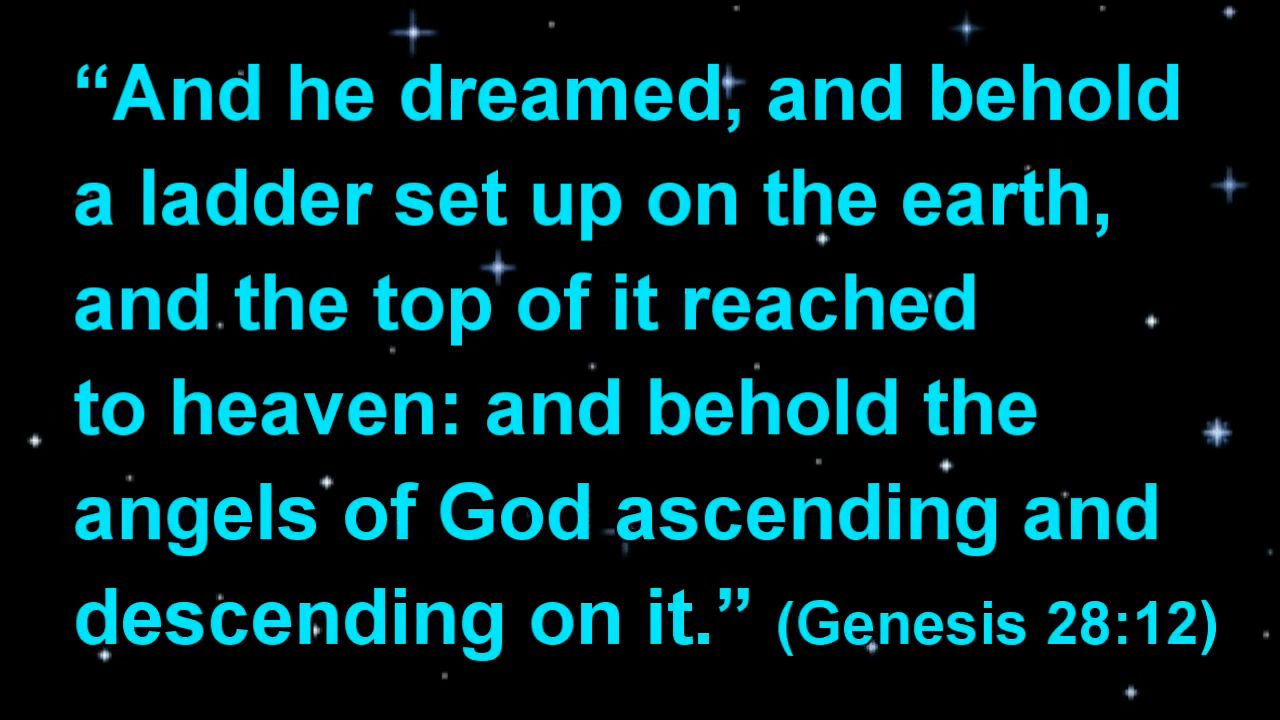 “And he dreamed, and behold
a ladder set up on the earth,
and the top of it reached
to heaven: and behold the
angels of God ascending and
descending on it.” (Genesis 28:12)